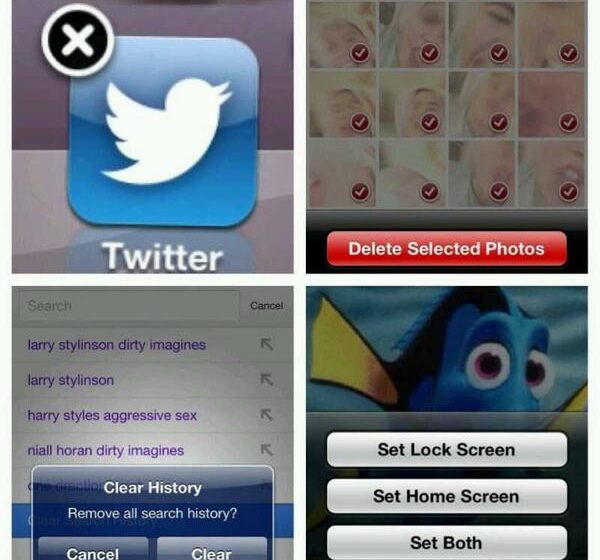 Twitter
Delete Selected Photos
Search
Cancel
larry stylinson dirty imagines
larry stylinson
harry styles aggressive sex
niall horan dirty imagines
one direction
Clear History
Remove all search history?
Clear Search History
Cancel
Clear
Set Lock Screen
Set Home Screen
Set Both